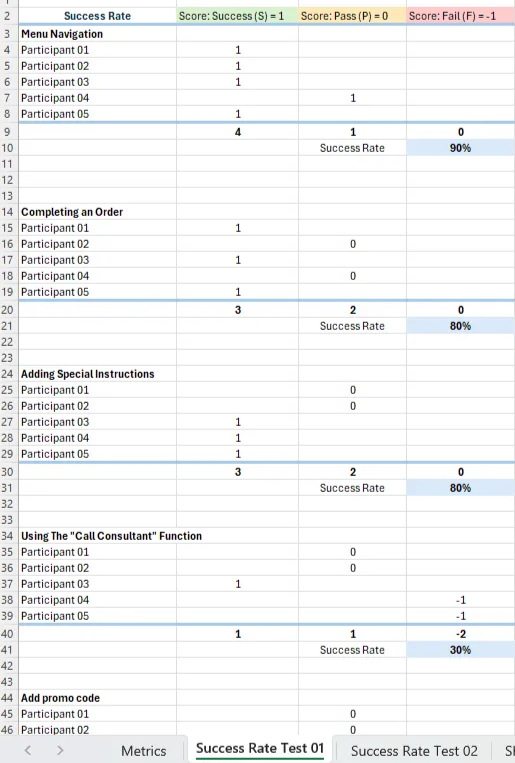 1
2 Success Rate Score: Success (S) = 1 Score: Pass (P) = 0 Score: Fail (F) = -1
3 Menu Navigation
4 Participant 01 1
5 Participant 02 1
6 Participant 03 1
7 Participant 04 1
8 Participant 05 1
9 4 1 0
10 Success Rate 90%
11
12
13
14 Completing an Order
15 Participant 01 1
16 Participant 02 0
17 Participant 03 1
18 Participant 04 0
19 Participant 05 1
20 3 2 0
21 Success Rate 80%
22
23
24 Adding Special Instructions
25 Participant 01 0
26 Participant 02 0
27 Participant 03 1
28 Participant 04 1
29 Participant 05 1
30 3 2 0
31 Success Rate 80%
32
33
34 Using The "Call Consultant" Function
35 Participant 01 0
36 Participant 02 0
37 Participant 03 1
38 Participant 04 -1
39 Participant 05 -1
40 1 1 -2
41 Success Rate 30%
42
43
44 Add promo code
45 Participant 01 0
46 Participant 02 0
< > Metrics Success Rate Test 01 Success Rate Test 02